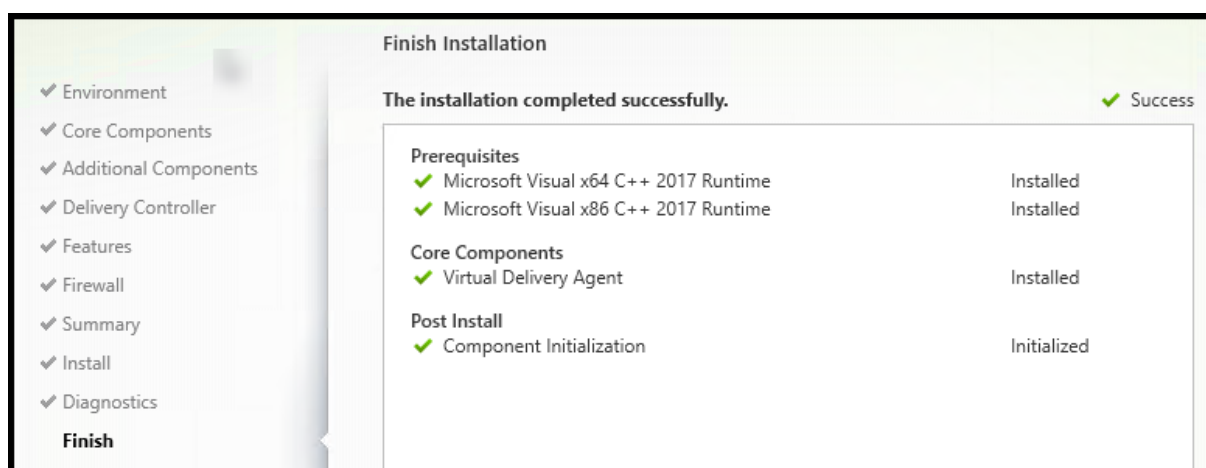 Finish Installation
Environment
Core Components
Additional Components
Delivery Controller
Features
Firewall
Summary
Install
Diagnostics
Finish
The installation completed successfully. Success
Prerequisites
Microsoft Visual x64 C++ 2017 Runtime Installed
Microsoft Visual x86 C++ 2017 Runtime Installed
Core Components
Virtual Delivery Agent Installed
Post Install
Component Initialization Initialized